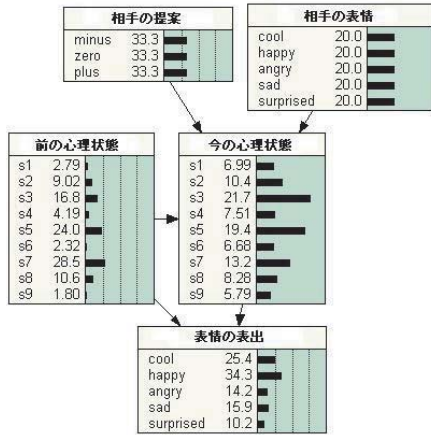 相手の提案
minus 33.3
zero 33.3
plus 33.3
相手の表情
cool 20.0
happy 20.0
angry 20.0
sad 20.0
surprised 20.0
前の心理状態
s1 2.79
s2 9.02
s3 16.8
s4 4.19
s5 24.0
s6 2.32
s7 28.5
s8 10.6
s9 1.80
今の心理状態
s1 6.99
s2 10.4
s3 21.7
s4 7.51
s5 19.4
s6 6.68
s7 13.2
s8 8.28
s9 5.79
表情の表出
cool 25.4
happy 34.3
angry 14.2
sad 15.9
surprised 10.2